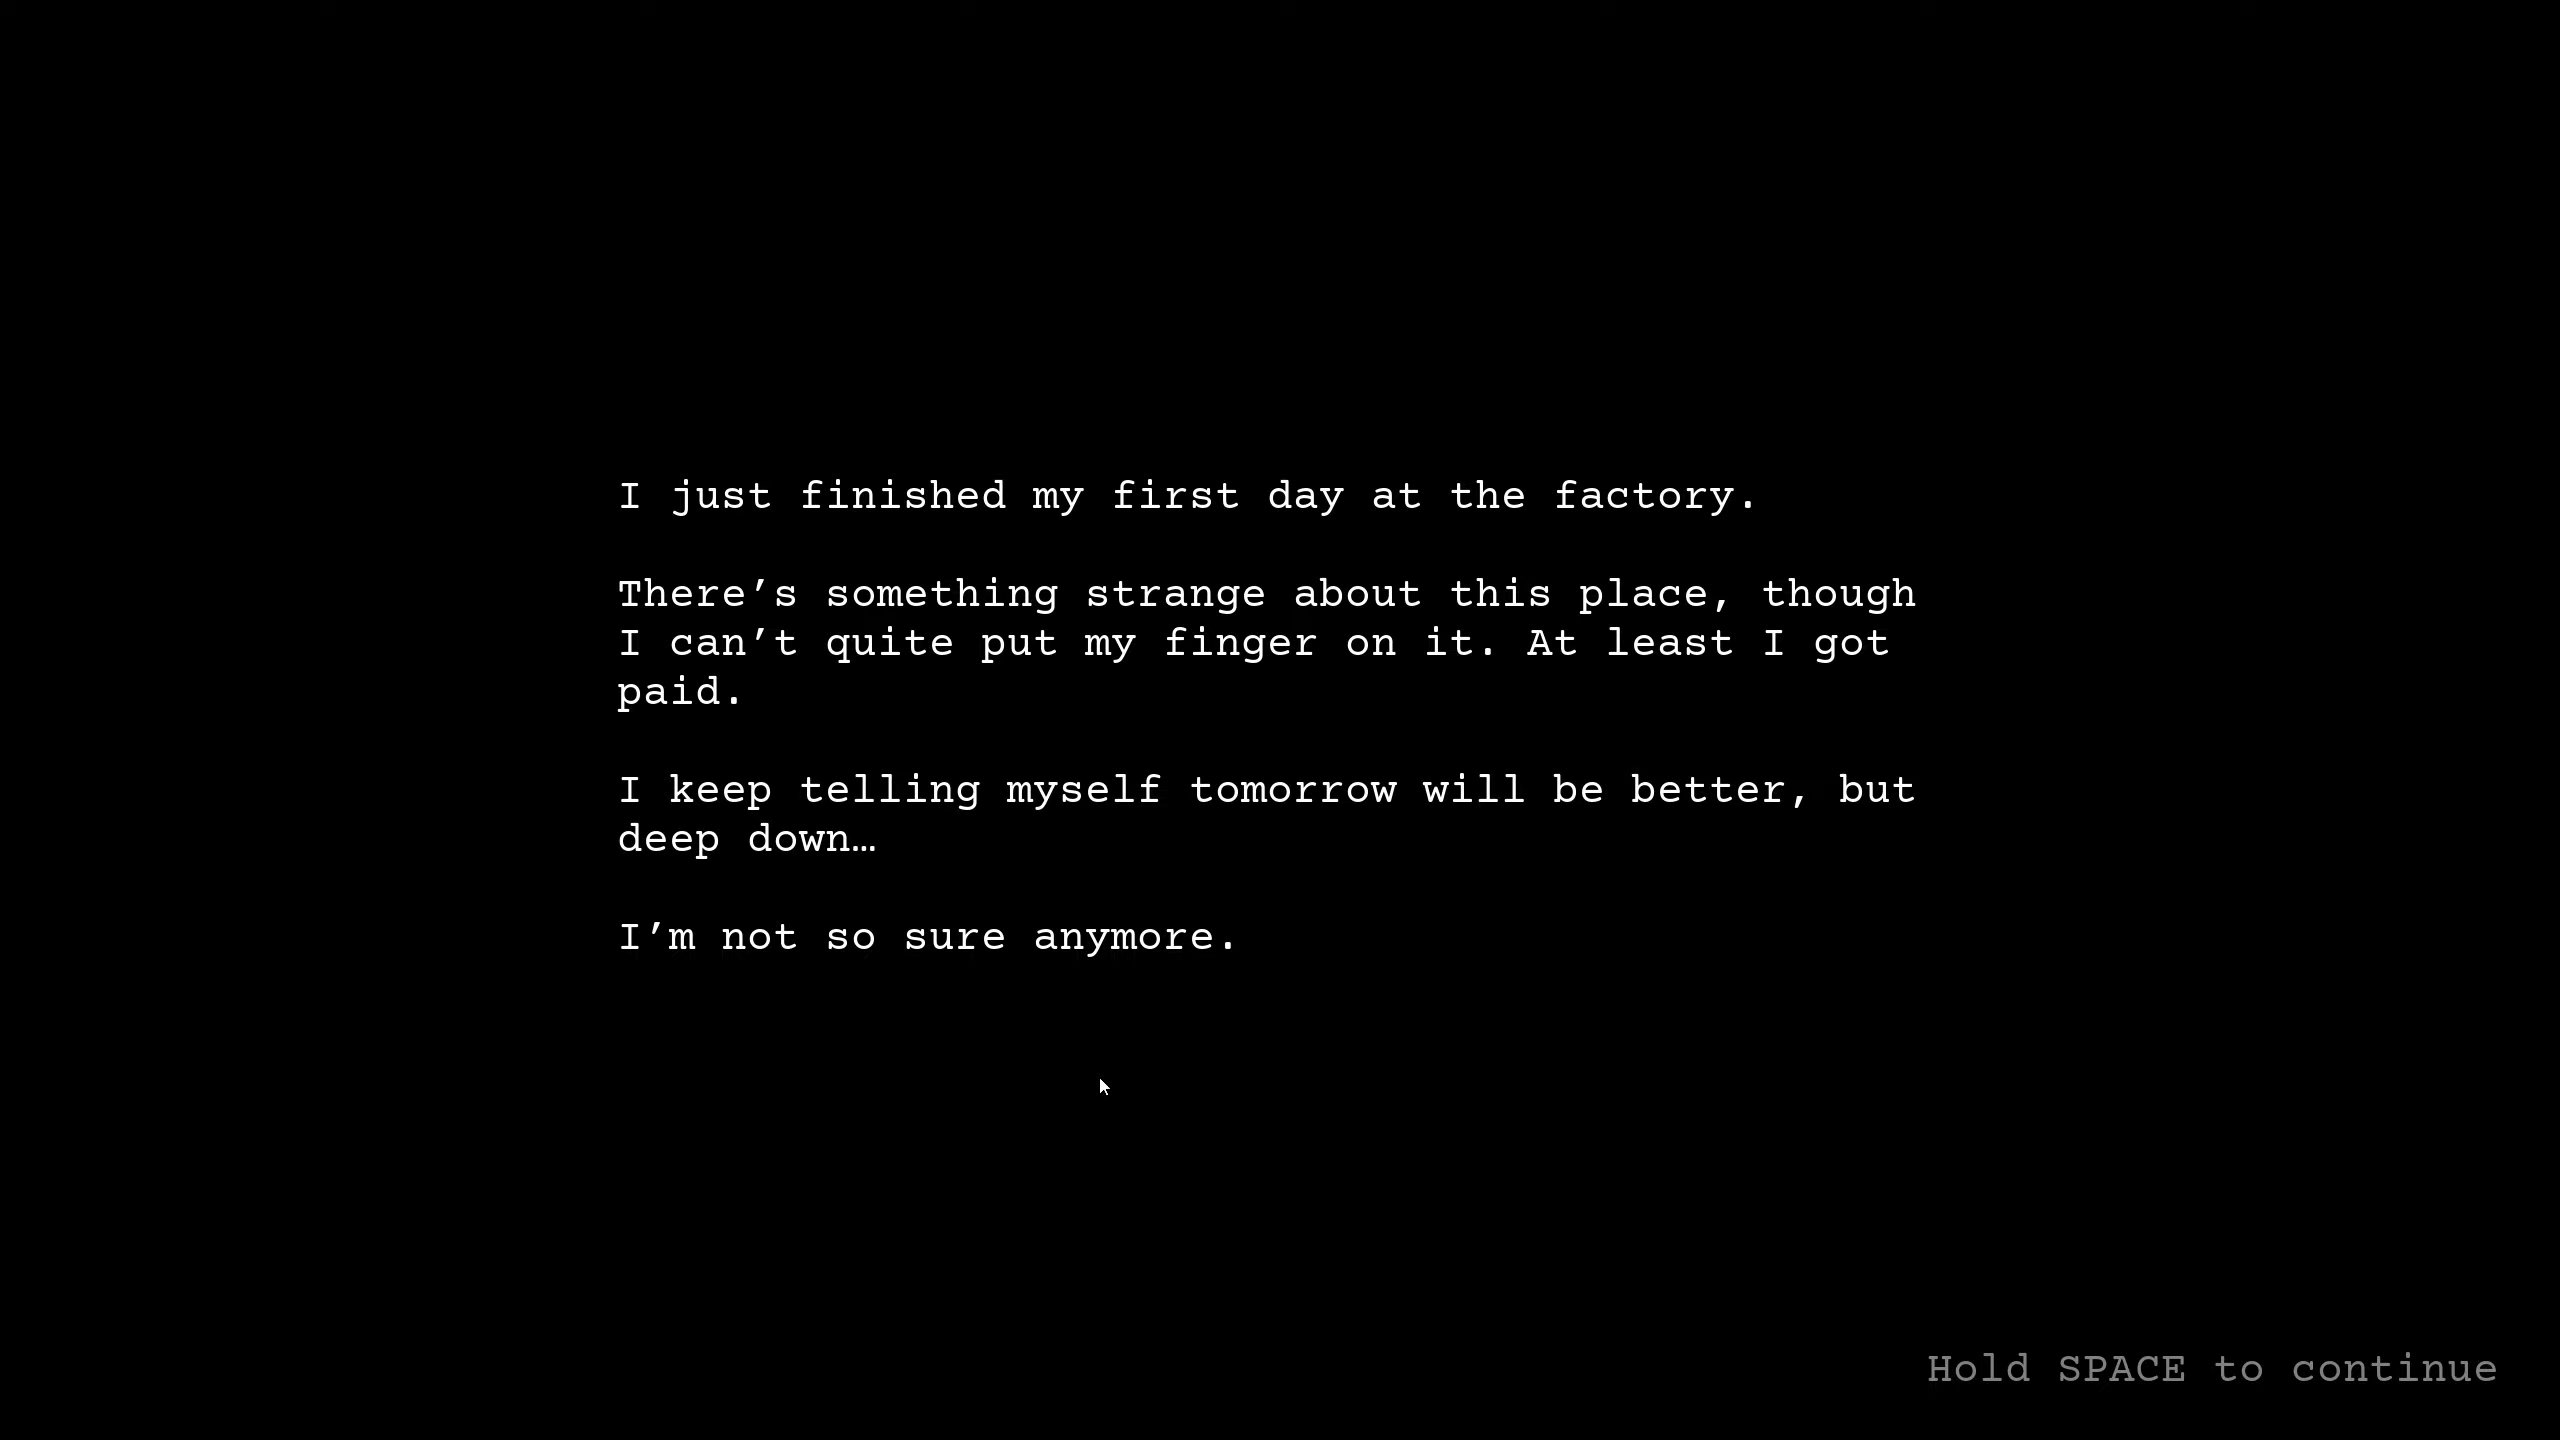 I just finished my first day at the factory.
There’s something strange about this place, though
I can’t quite put my finger on it. At least I got
paid.
I keep telling myself tomorrow will be better, but
deep down…
I’m not so sure anymore.
Hold SPACE to continue